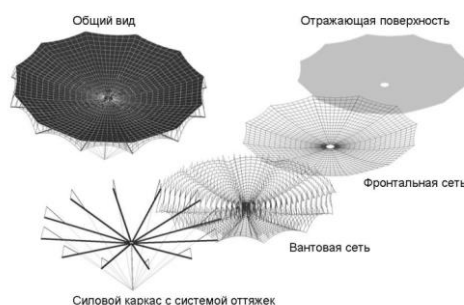 Общий вид
Отражающая поверхность
Фронтальная сеть
Вантовая сеть
Силовой каркас с системой оттяжек